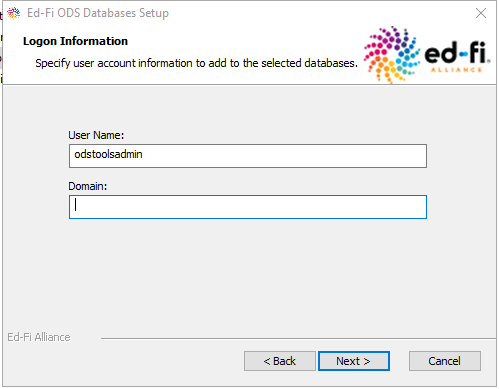 Ed-Fi ODS Databases Setup
Logon Information
Specify user account information to add to the selected databases.
ed-fi
ALLIANCE
User Name:
odstoolsadmin
Domain:
Ed-Fi Alliance
< Back
Next >
Cancel